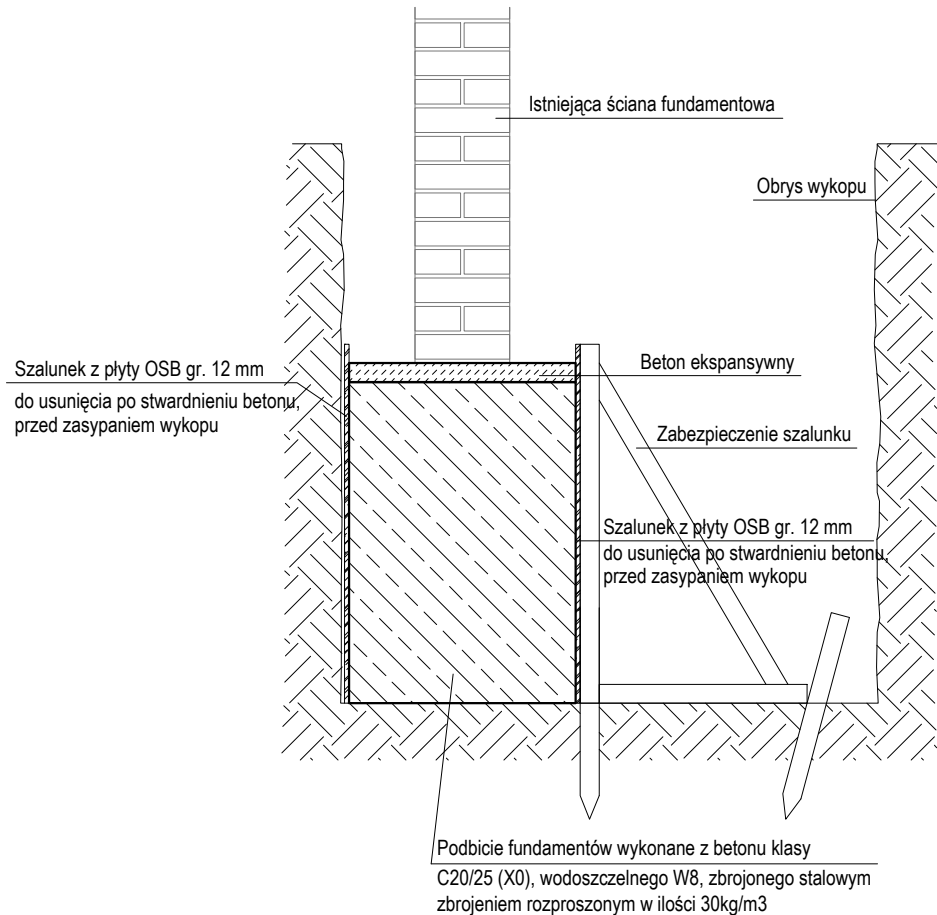 Istniejąca ściana fundamentowa
Obrys wykopu
Szalunek z płyty OSB gr. 12 mm
do usunięcia po stwardnieniu betonu,
przed zasypaniem wykopu
Beton ekspansywny
Zabezpieczenie szalunku
Szalunek z płyty OSB gr. 12 mm
do usunięcia po stwardnieniu betonu,
przed zasypaniem wykopu
Podbicie fundamentów wykonane z betonu klasy
C20/25 (X0), wodoszczelnego W8, zbrojonego stalowym
zbrojeniem rozproszonym w ilości 30kg/m3